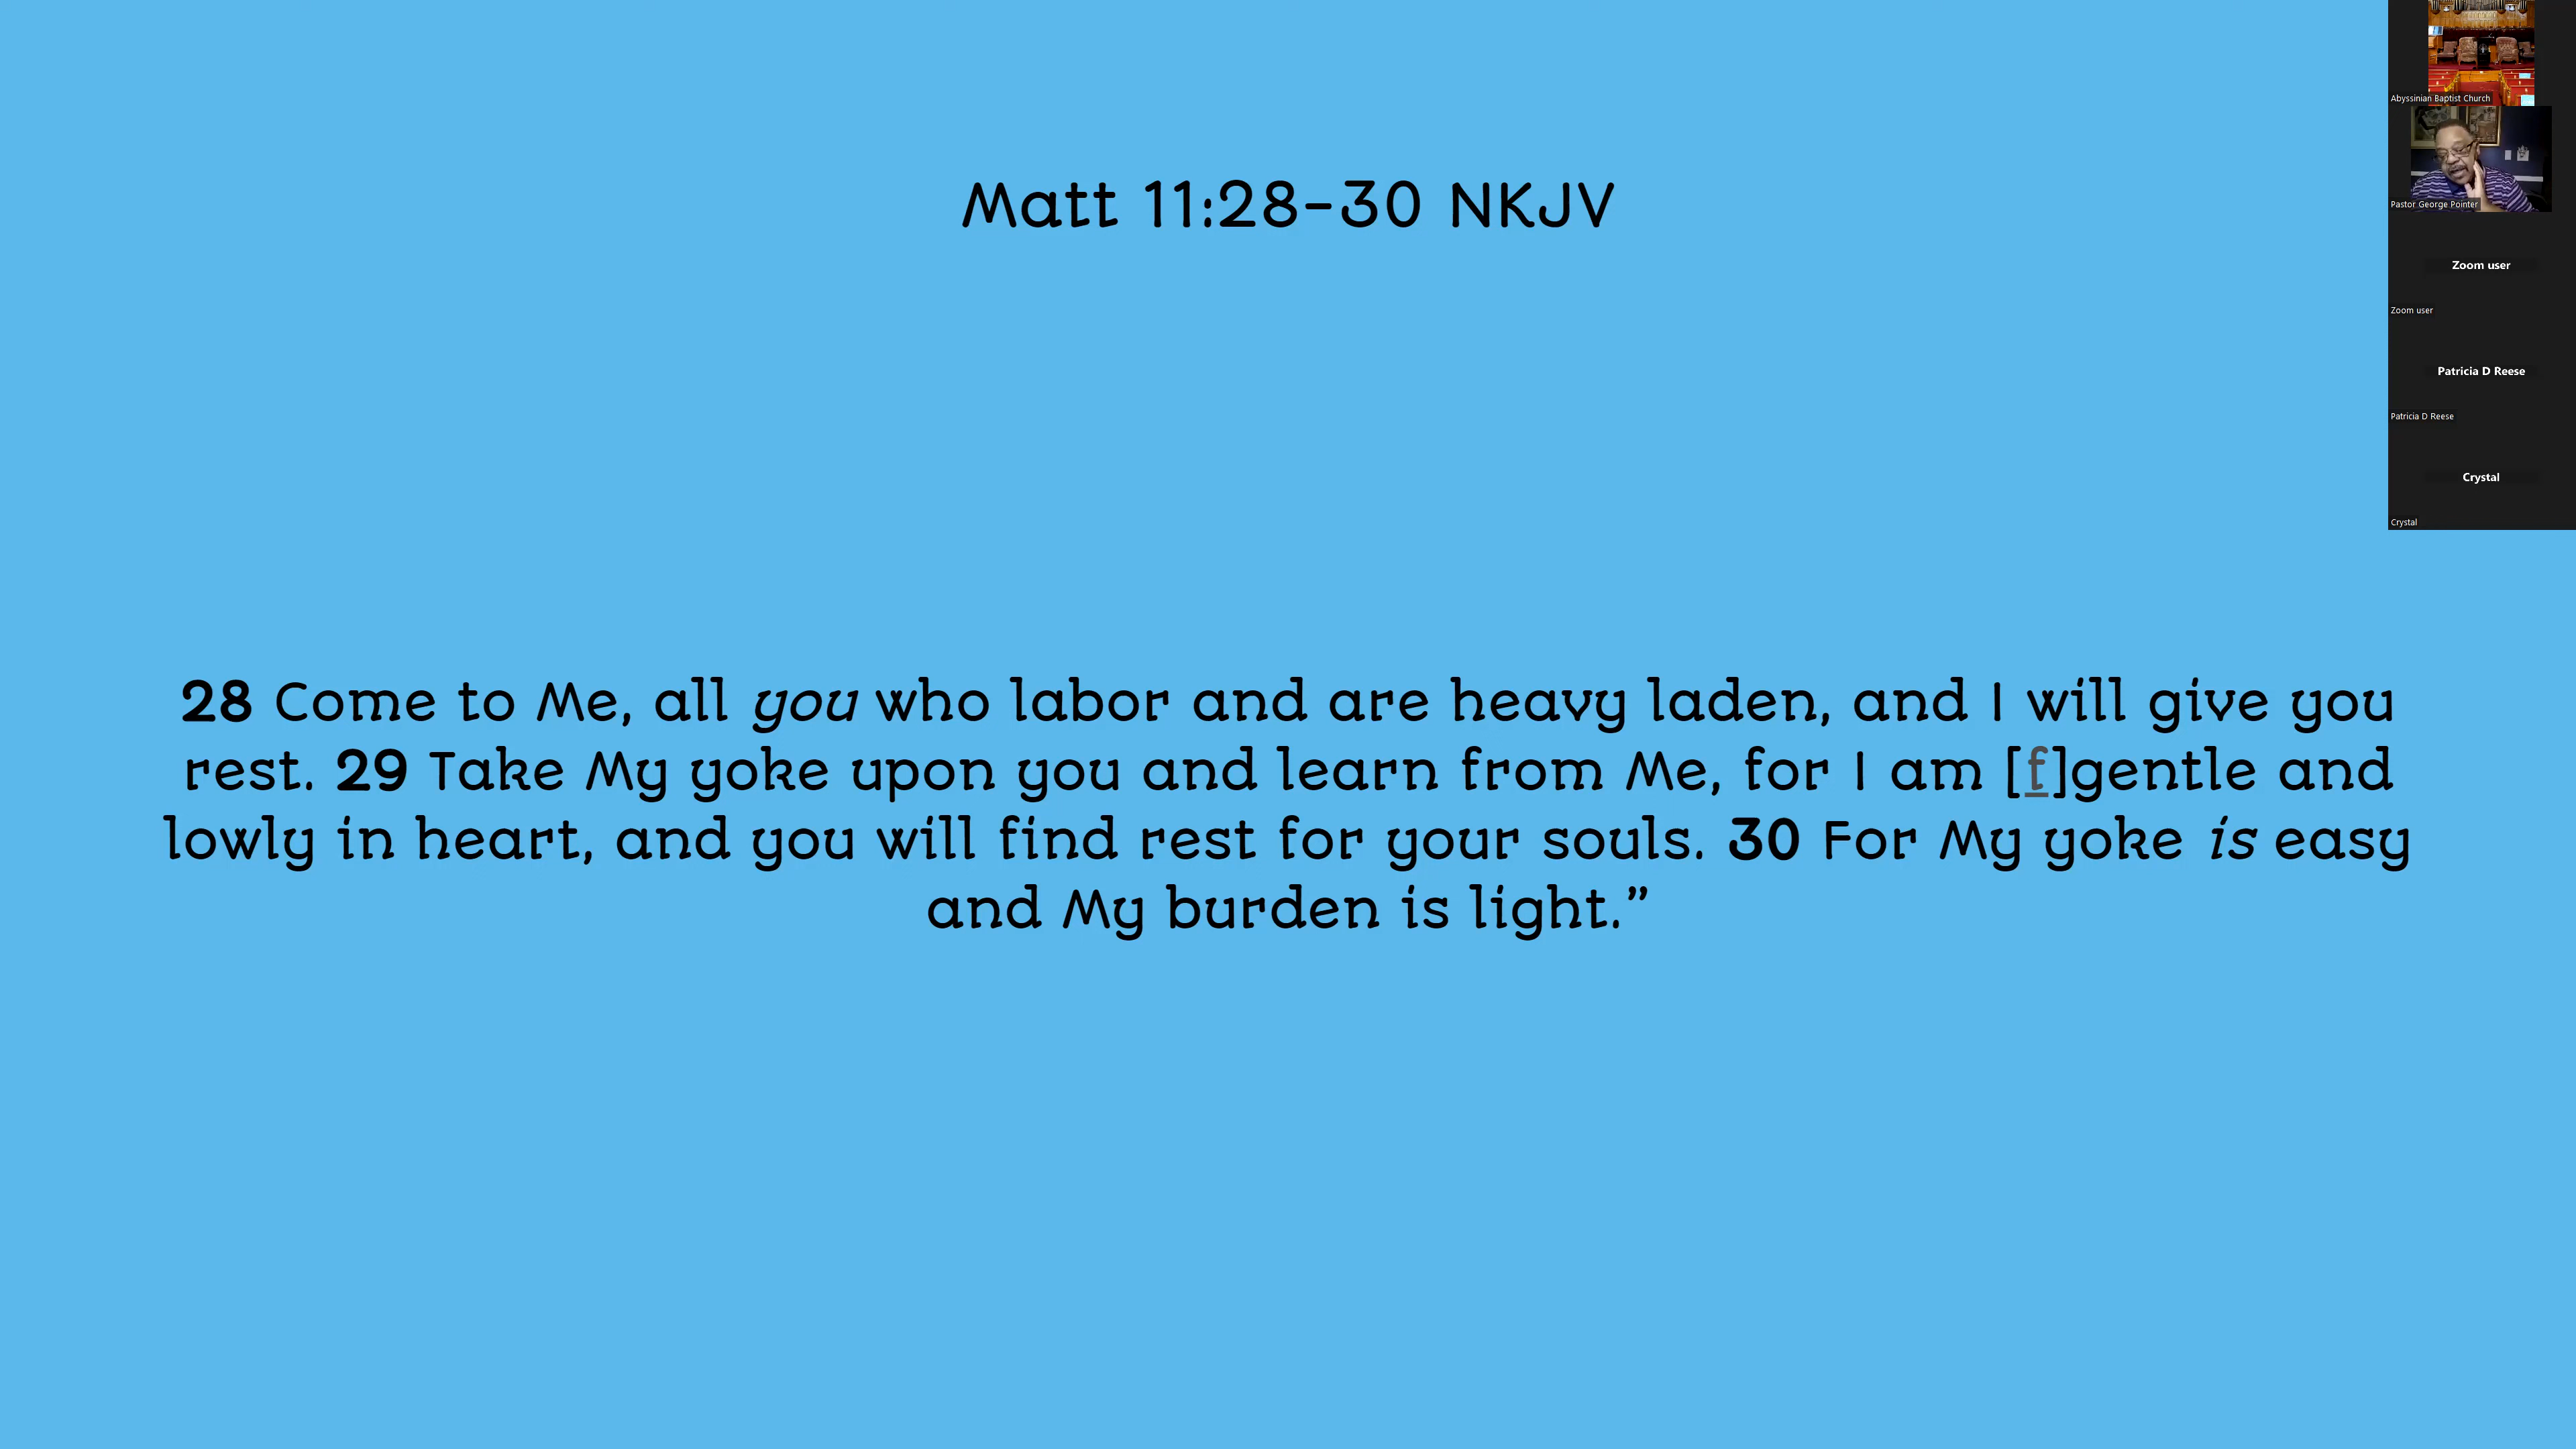 Matt 11:28-30 NKJV
28 Come to Me, all you who labor and are heavy laden, and I will give you
rest. 29 Take My yoke upon you and learn from Me, for I am [f]gentle and
lowly in heart, and you will find rest for your souls. 30 For My yoke is easy
and My burden is light.”
Abyssinian Baptist Church
Pastor George Pointer
Zoom user
Zoom user
Patricia D Reese
Patricia D Reese
Crystal
Crystal